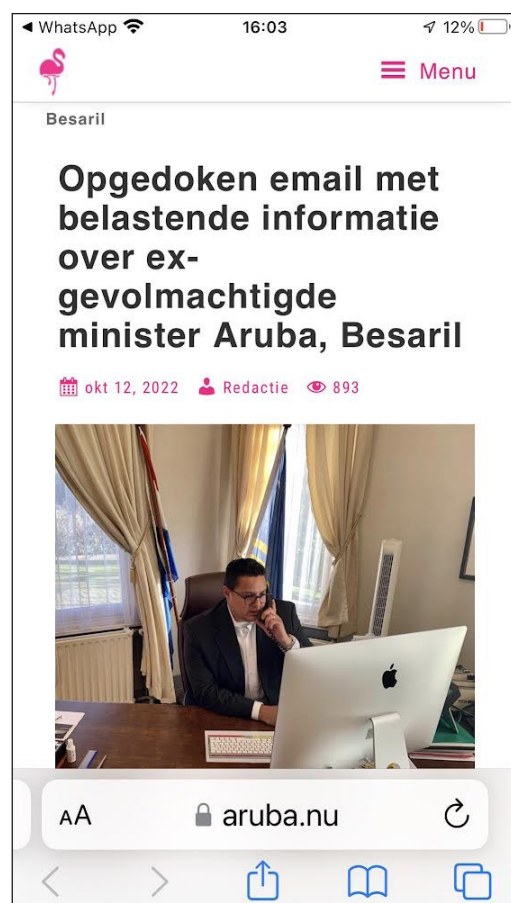 ◀ WhatsApp 16:03 12%
Menu
Besaril
Opgedoken email met
belastende informatie
over ex-
gevolmachtigde
minister Aruba, Besaril
okt 12, 2022 Redactie 893
AA aruba.nu